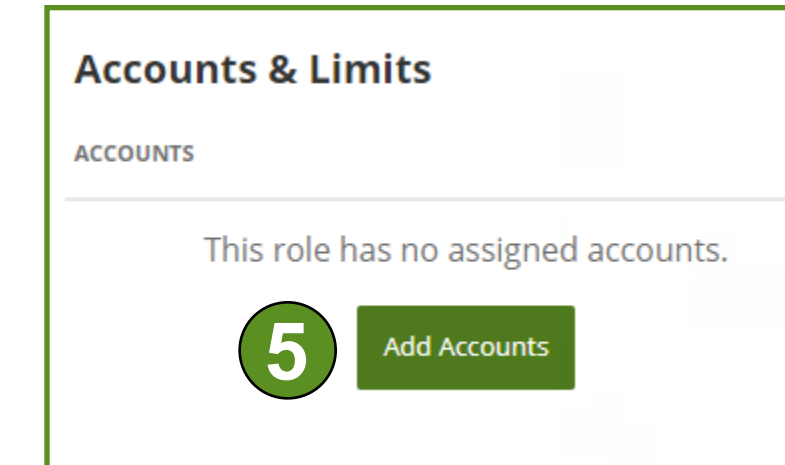 Accounts & Limits
ACCOUNTS
This role has no assigned accounts.
5
Add Accounts